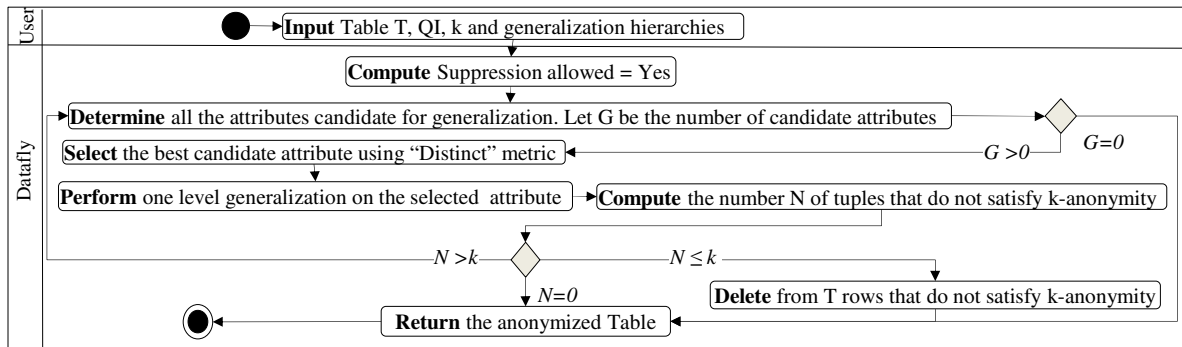 User
Input Table T, QI, k and generalization hierarchies
Datafly
Compute Suppression allowed = Yes
Determine all the attributes candidate for generalization. Let G be the number of candidate attributes
G=0
G >0
Select the best candidate attribute using “Distinct” metric
Perform one level generalization on the selected attribute
Compute the number N of tuples that do not satisfy k-anonymity
N >k
N ≤ k
N=0
Delete from T rows that do not satisfy k-anonymity
Return the anonymized Table